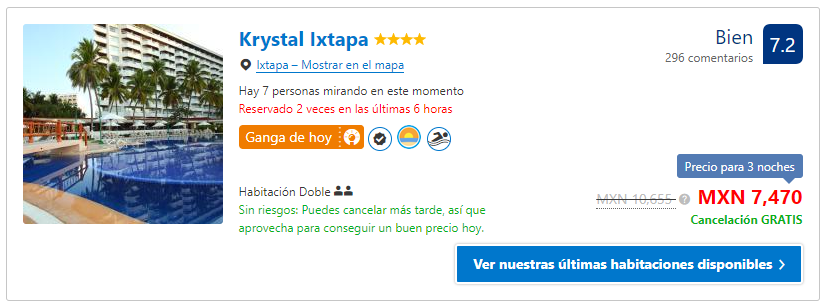 Krystal Ixtapa
Ixtapa – Mostrar en el mapa
Bien
296 comentarios
7.2
Hay 7 personas mirando en este momento
Reservado 2 veces en las últimas 6 horas
Ganga de hoy
Precio para 3 noches
Habitación Doble
MXN 10,655
MXN 7,470
Sin riesgos: Puedes cancelar más tarde, así que
aprovecha para conseguir un buen precio hoy.
Cancelación GRATIS
Ver nuestras últimas habitaciones disponibles